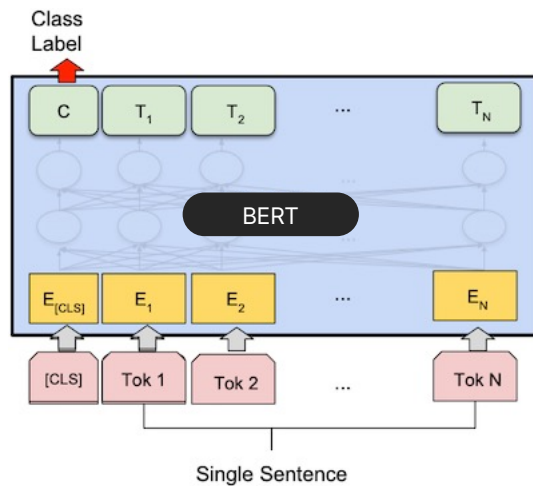 Class
Label
C T1 T2 ... TN
...
BERT
...
E[CLS] E1 E2 ... EN
[CLS] Tok 1 Tok 2 ... Tok N
Single Sentence